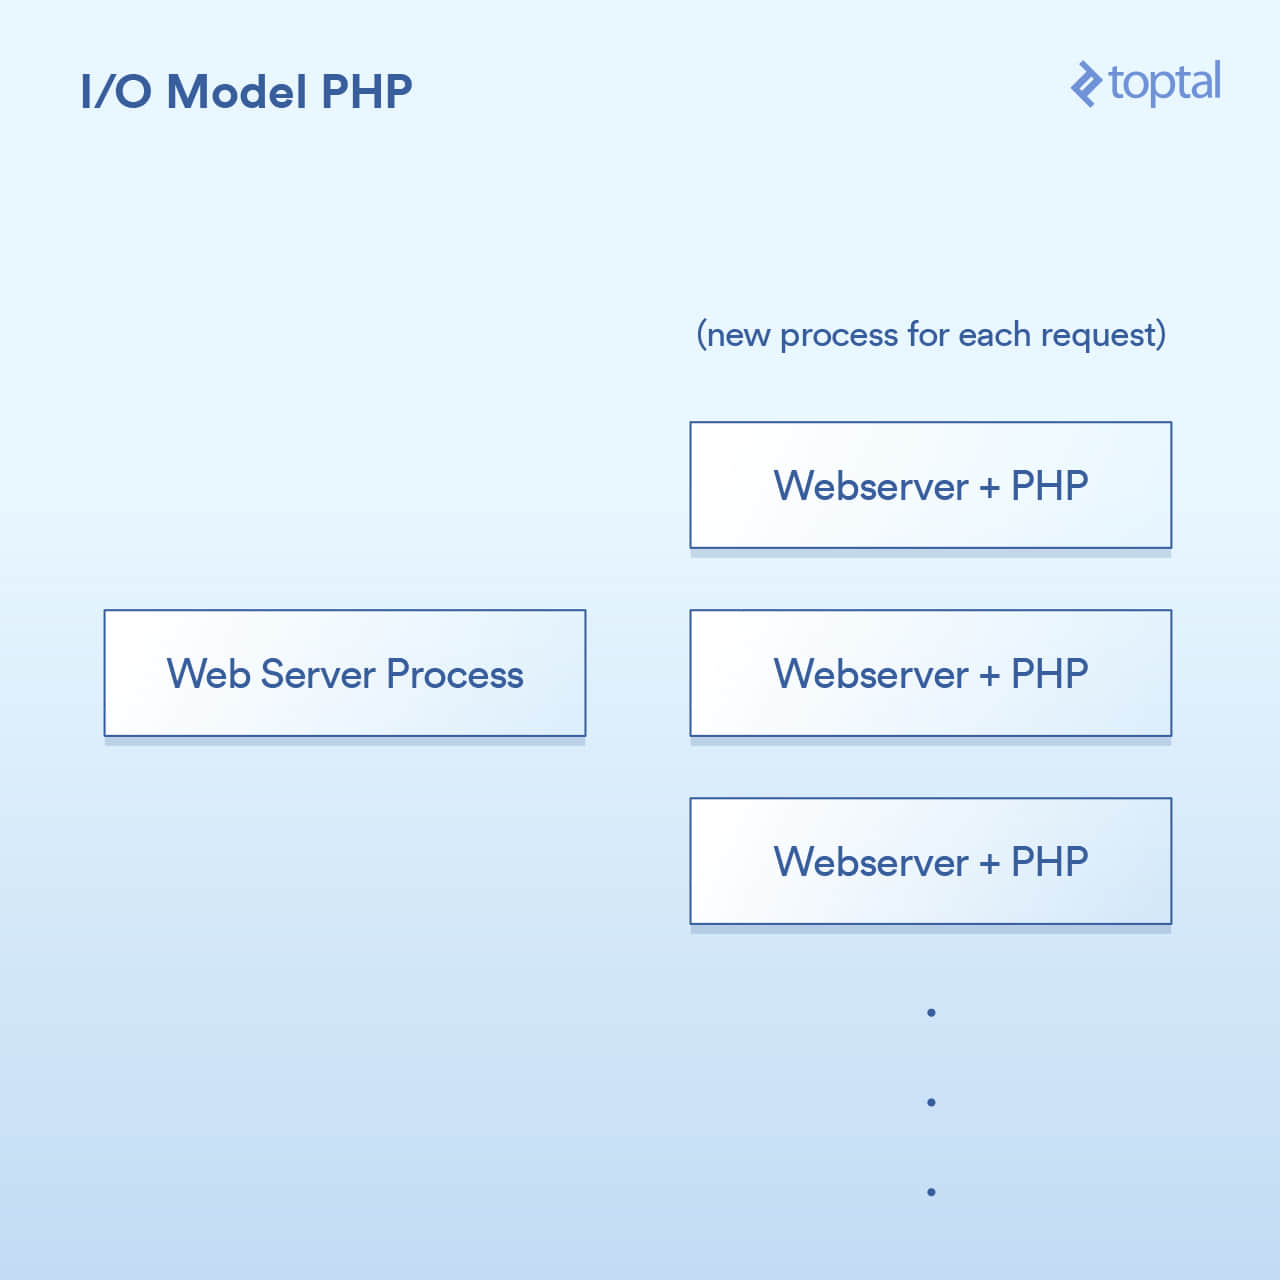 I/O Model PHP
toptal
(new process for each request)
Webserver + PHP
Web Server Process
Webserver + PHP
Webserver + PHP